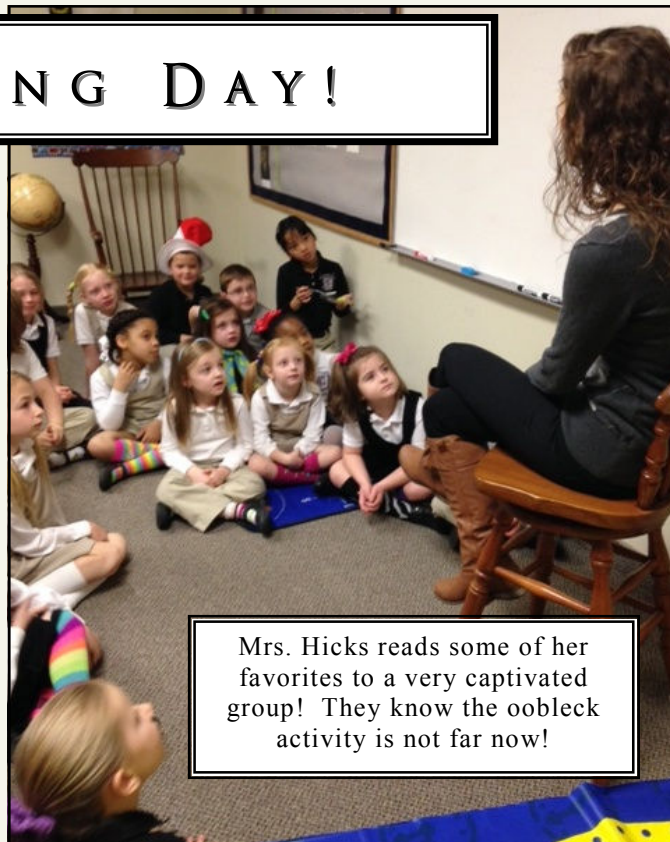 NG DAY!
Mrs. Hicks reads some of her
favorites to a very captivated
group!  They know the oobleck
activity is not far now!